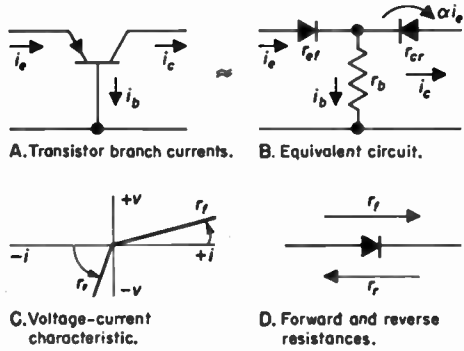 i_e i_c i_b ≈ i_e r_ef αi_e r_cr r_b i_b i_c
A. Transistor branch currents. B. Equivalent circuit.
+v r_f -i +i r_r -v r_f r_r
C. Voltage-current characteristic.
D. Forward and reverse resistances.